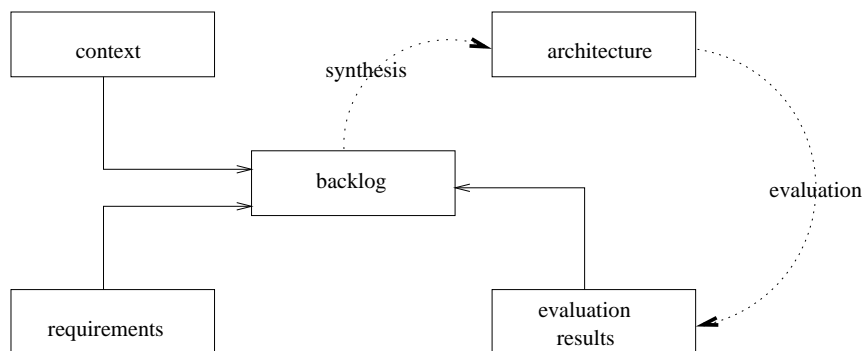 context
architecture
synthesis
backlog
evaluation
requirements
evaluation
results